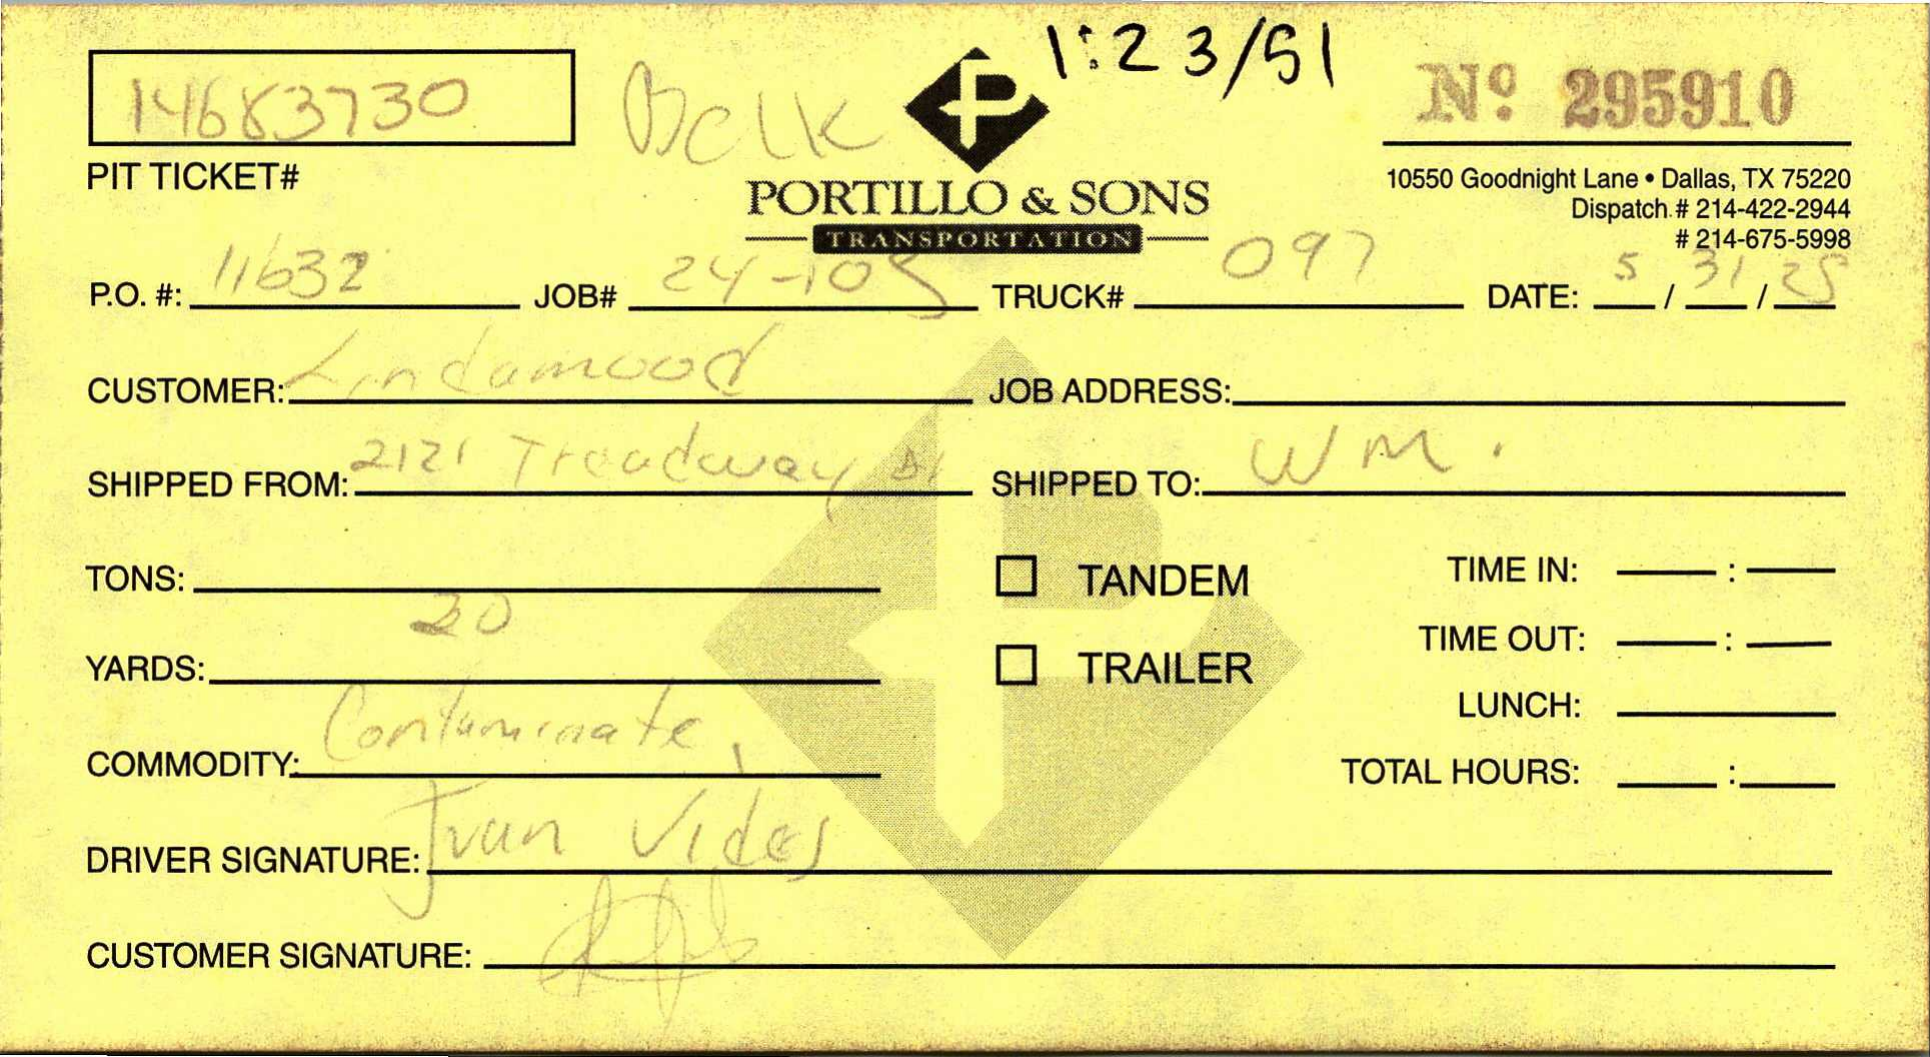 14683730
Belk
1:23/51
Nº 295910
PIT TICKET#
PORTILLO & SONS
TRANSPORTATION
10550 Goodnight Lane • Dallas, TX 75220
Dispatch # 214-422-2944
# 214-675-5998
P.O. #: 11632 JOB# 24-105 TRUCK# 097 DATE: 5 / 31 / 25
CUSTOMER: Lindamood JOB ADDRESS:
SHIPPED FROM: 2121 Treadway SHIPPED TO: WM.
TONS:
TANDEM
TIME IN: :
20
YARDS:
TRAILER
TIME OUT: :
LUNCH:
COMMODITY: Contaminate
TOTAL HOURS: :
DRIVER SIGNATURE: Ivan Vides
CUSTOMER SIGNATURE: